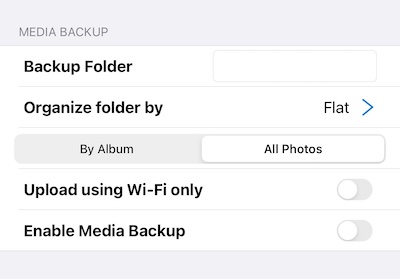 MEDIA BACKUP
Backup Folder
Organize folder by Flat
By Album All Photos
Upload using Wi-Fi only
Enable Media Backup